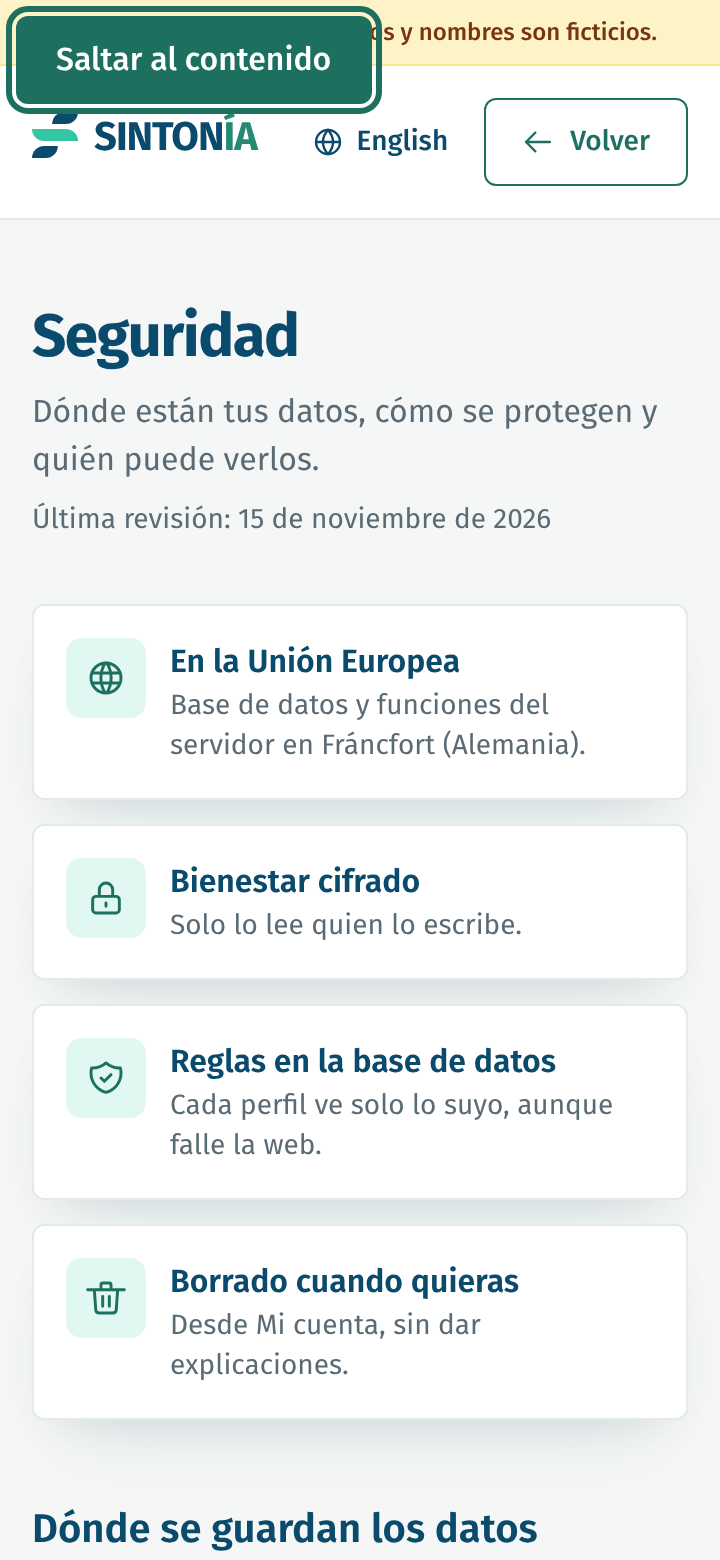 Saltar al contenido
y nombres son ficticios.
SINTONÍA
English
Volver
Seguridad
Dónde están tus datos, cómo se protegen y
quién puede verlos.
Última revisión: 15 de noviembre de 2026
En la Unión Europea
Base de datos y funciones del
servidor en Fráncfort (Alemania).
Bienestar cifrado
Solo lo lee quien lo escribe.
Reglas en la base de datos
Cada perfil ve solo lo suyo, aunque
falle la web.
Borrado cuando quieras
Desde Mi cuenta, sin dar
explicaciones.
Dónde se guardan los datos